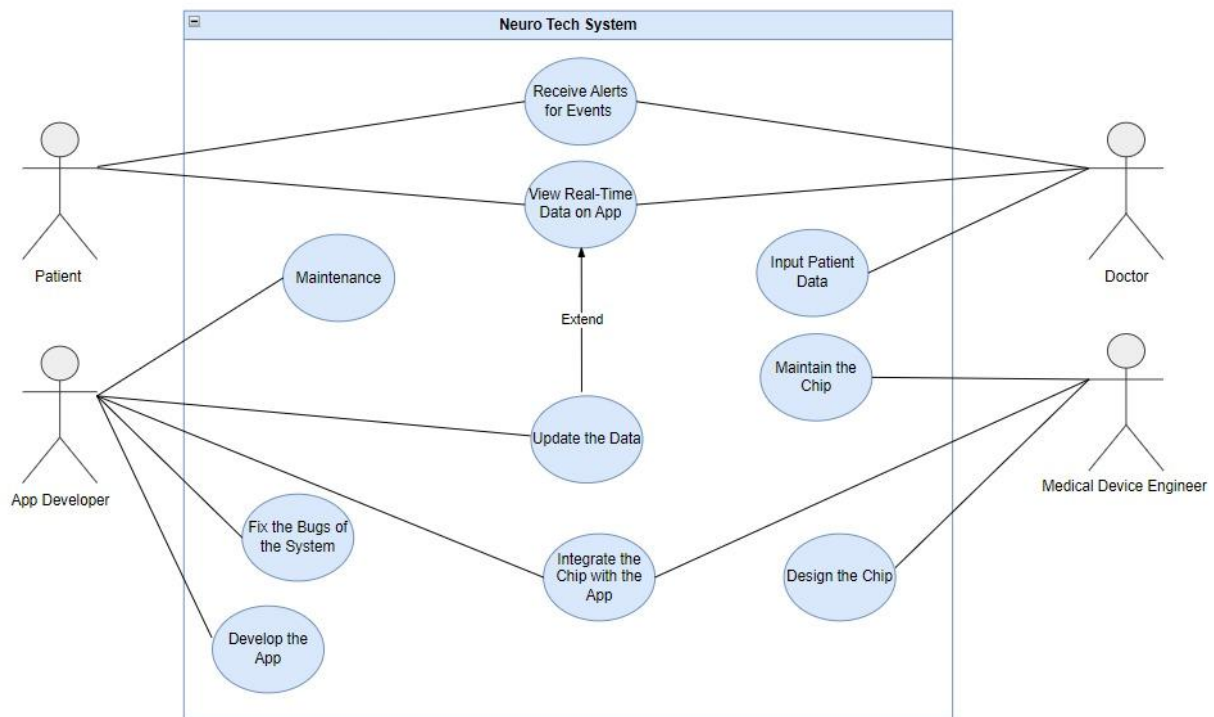 Neuro Tech System
Receive Alerts
for Events
View Real-Time
Data on App
Patient
Maintenance
Input Patient
Data
Doctor
Extend
Maintain the
Chip
Update the Data
App Developer
Medical Device Engineer
Fix the Bugs of
the System
Integrate the
Chip with the
App
Design the Chip
Develop the
App